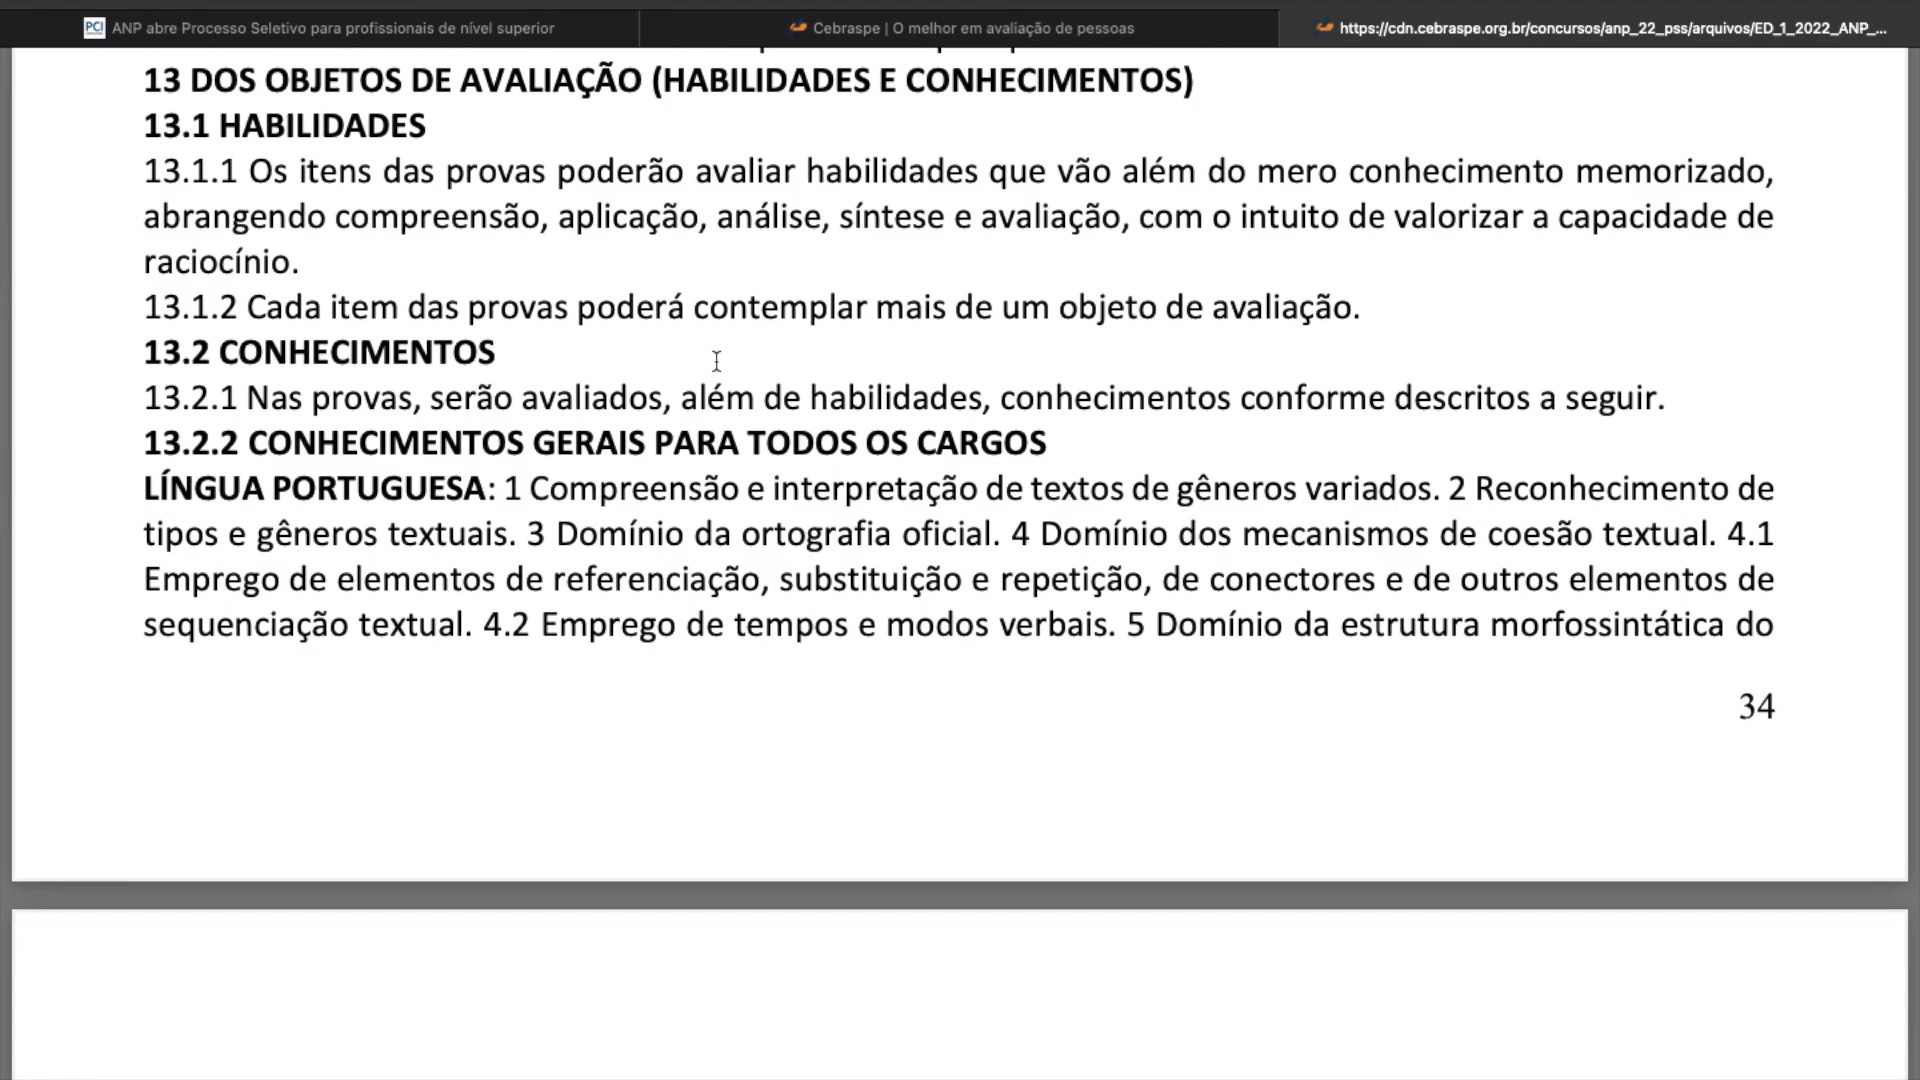 PCI ANP abre Processo Seletivo para profissionais de nível superior
Cebraspe | O melhor em avaliação de pessoas
https://cdn.cebraspe.org.br/concursos/anp_22_pss/arquivos/ED_1_2022_ANP_...
13 DOS OBJETOS DE AVALIAÇÃO (HABILIDADES E CONHECIMENTOS)
13.1 HABILIDADES
13.1.1 Os itens das provas poderão avaliar habilidades que vão além do mero conhecimento memorizado,
abrangendo compreensão, aplicação, análise, síntese e avaliação, com o intuito de valorizar a capacidade de
raciocínio.
13.1.2 Cada item das provas poderá contemplar mais de um objeto de avaliação.
13.2 CONHECIMENTOS
13.2.1 Nas provas, serão avaliados, além de habilidades, conhecimentos conforme descritos a seguir.
13.2.2 CONHECIMENTOS GERAIS PARA TODOS OS CARGOS
LÍNGUA PORTUGUESA: 1 Compreensão e interpretação de textos de gêneros variados. 2 Reconhecimento de
tipos e gêneros textuais. 3 Domínio da ortografia oficial. 4 Domínio dos mecanismos de coesão textual. 4.1
Emprego de elementos de referenciação, substituição e repetição, de conectores e de outros elementos de
sequenciação textual. 4.2 Emprego de tempos e modos verbais. 5 Domínio da estrutura morfossintática do
34